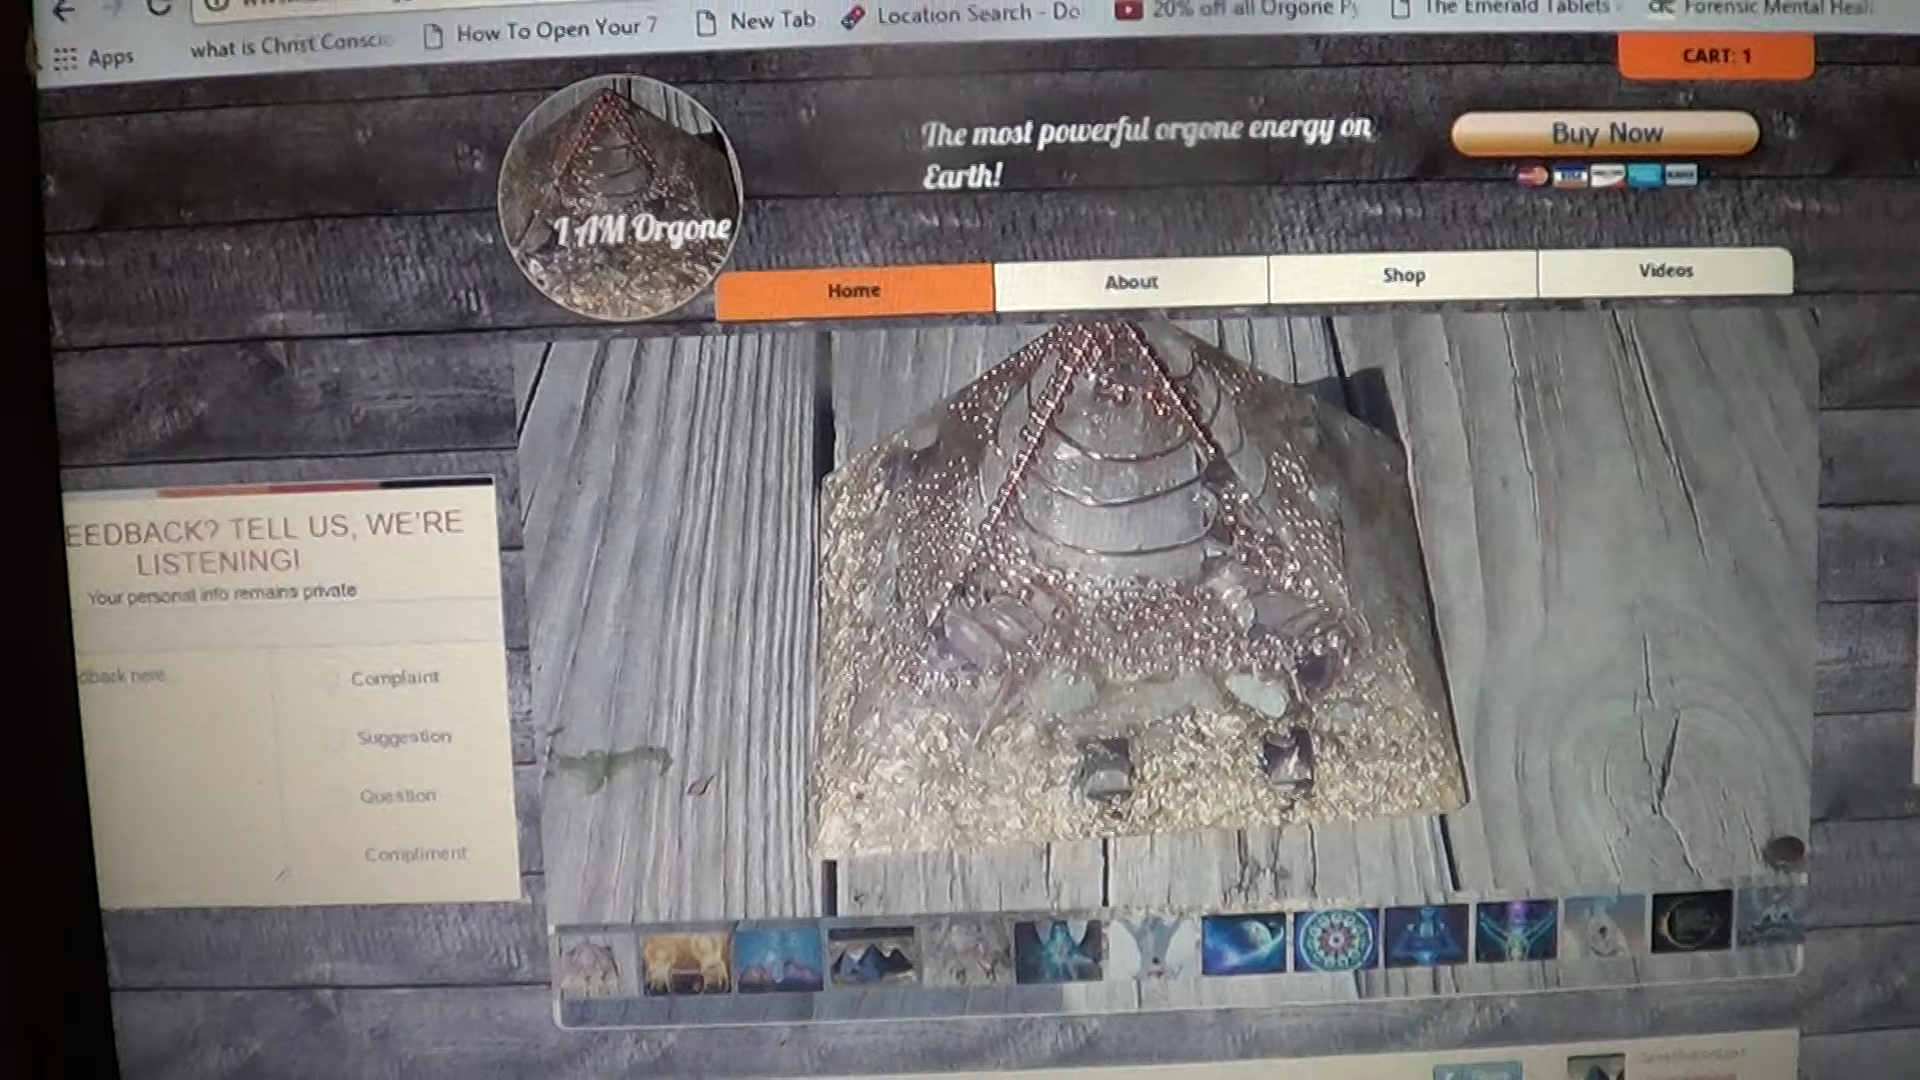 Apps
what is Christ Consci
How To Open Your 7
New Tab
Location Search - Do
20% off all Orgone Py
The Emerald Tablets
Forensic Mental Heal
CART: 1
The most powerful orgone energy on
Earth!
Buy Now
I AM Orgone
Home
About
Shop
Videos
EEDBACK? TELL US, WE'RE
LISTENING!
Your personal info remains private
dback here
Complaint
Suggestion
Question
Compliment